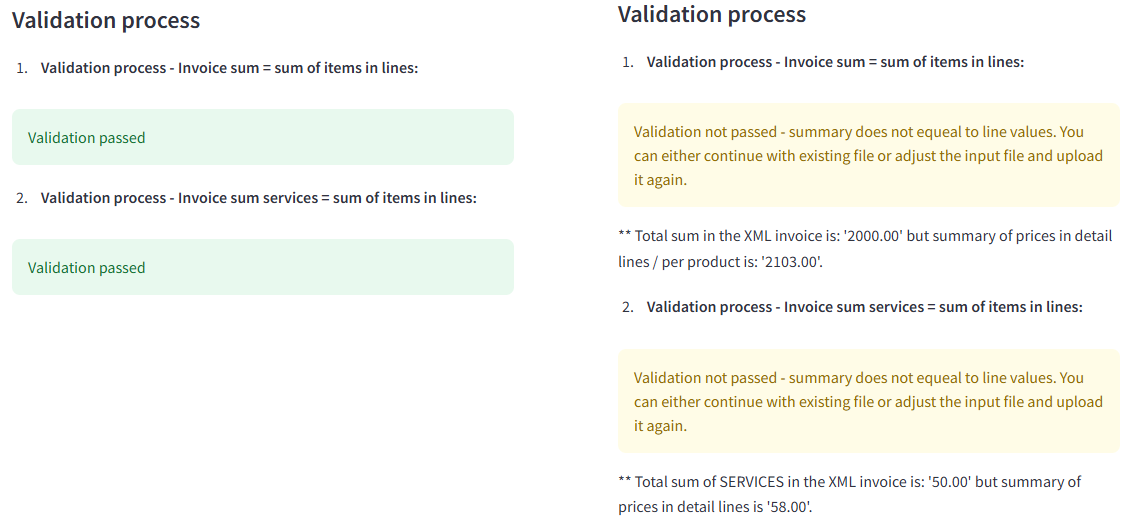 Validation process
1. Validation process - Invoice sum = sum of items in lines:
Validation passed
2. Validation process - Invoice sum services = sum of items in lines:
Validation passed
Validation process
1. Validation process - Invoice sum = sum of items in lines:
Validation not passed - summary does not equeal to line values. You
can either continue with existing file or adjust the input file and upload
it again.
** Total sum in the XML invoice is: '2000.00' but summary of prices in detail
lines / per product is: '2103.00'.
2. Validation process - Invoice sum services = sum of items in lines:
Validation not passed - summary does not equeal to line values. You
can either continue with existing file or adjust the input file and upload
it again.
** Total sum of SERVICES in the XML invoice is: '50.00' but summary of
prices in detail lines is '58.00'.